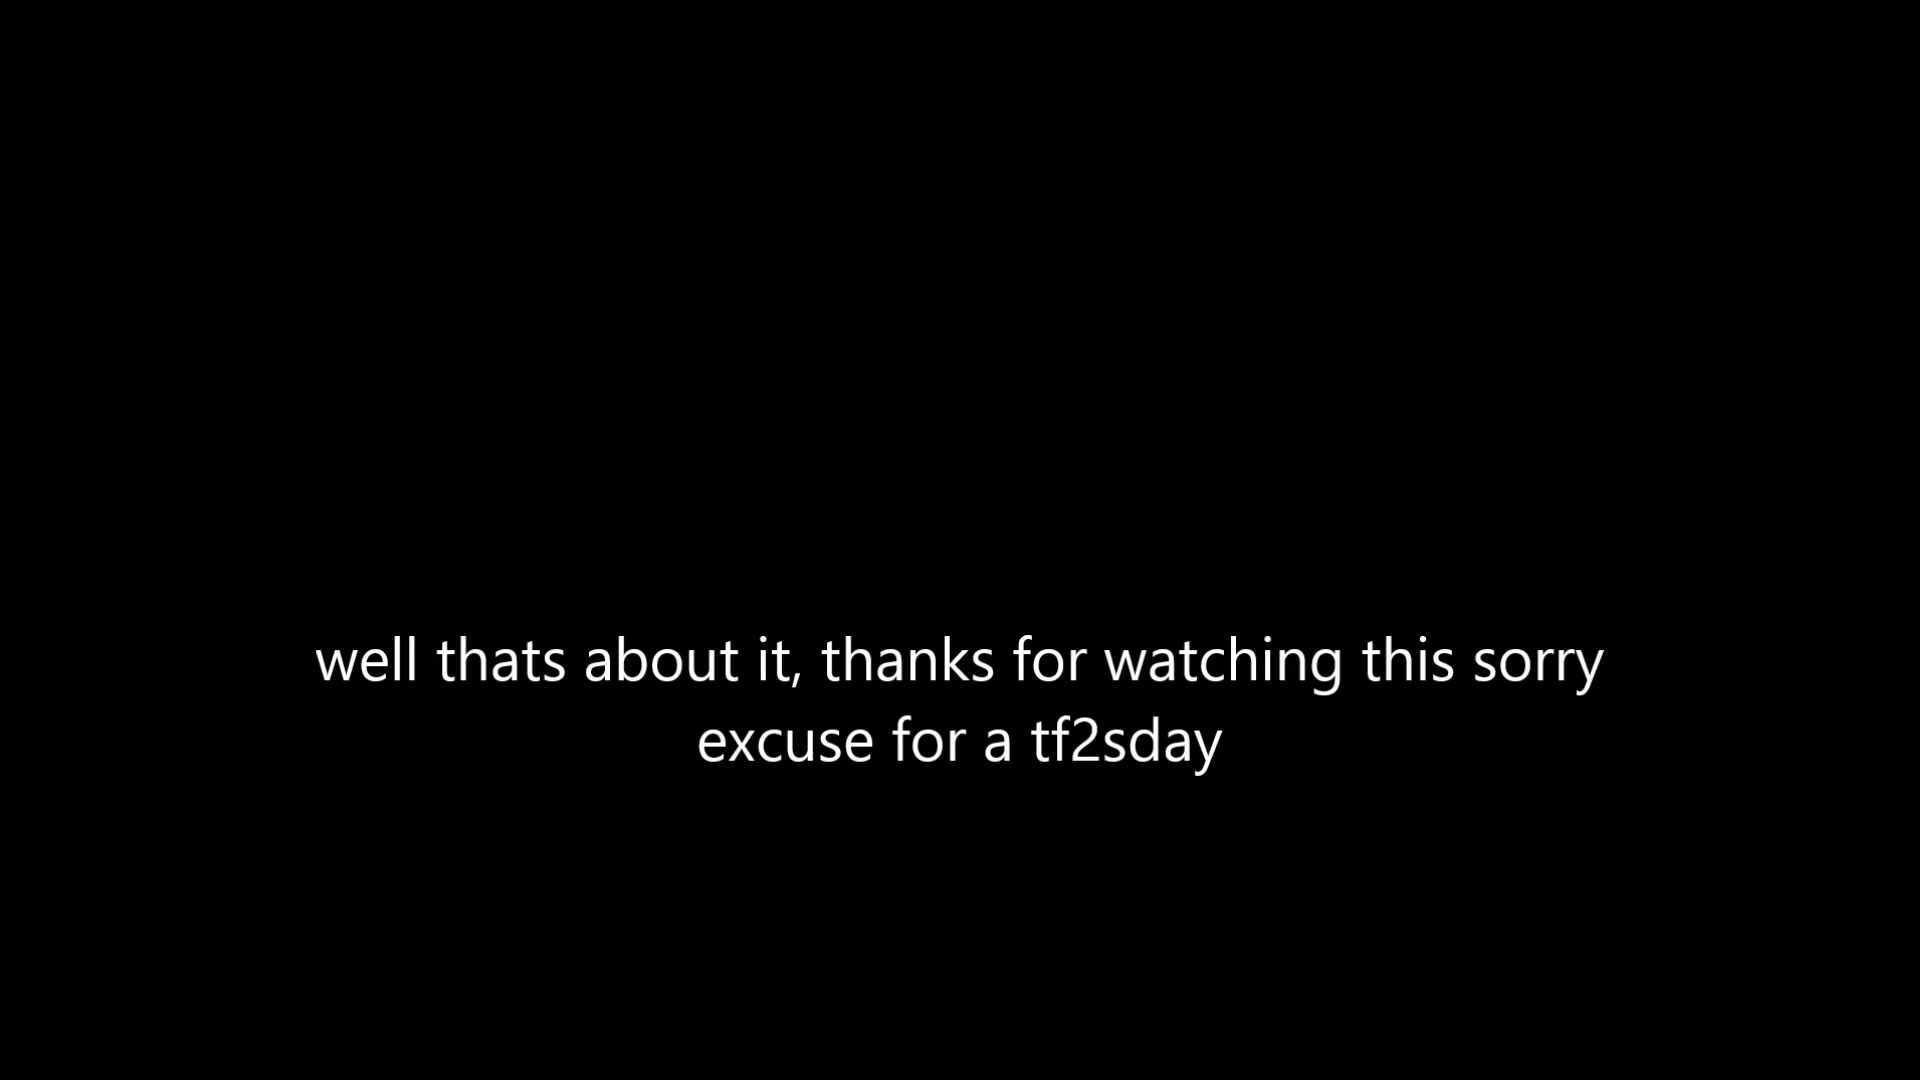 well thats about it, thanks for watching this sorry
excuse for a tf2sday